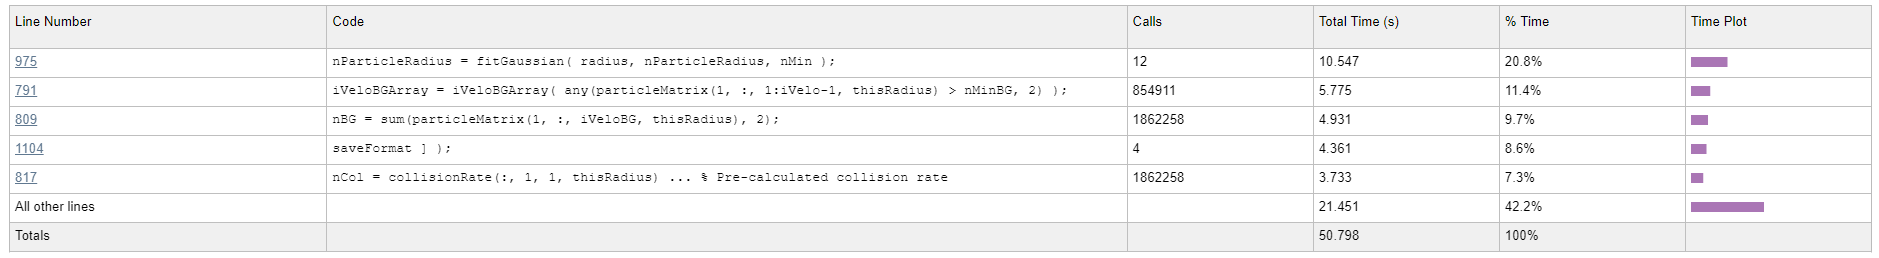 Line Number Code Calls Total Time (s) % Time Time Plot
975 nParticleRadius = fitGaussian( radius, nParticleRadius, nMin ); 12 10.547 20.8%
791 iVeloBGArray = iVeloBGArray( any(particleMatrix(1, :, 1:iVelo-1, thisRadius) > nMinBG, 2) ); 854911 5.775 11.4%
809 nBG = sum(particleMatrix(1, :, iVeloBG, thisRadius), 2); 1862258 4.931 9.7%
1104 saveFormat ] ); 4 4.361 8.6%
817 nCol = collisionRate(:, 1, 1, thisRadius) ... % Pre-calculated collision rate 1862258 3.733 7.3%
All other lines 21.451 42.2%
Totals 50.798 100%